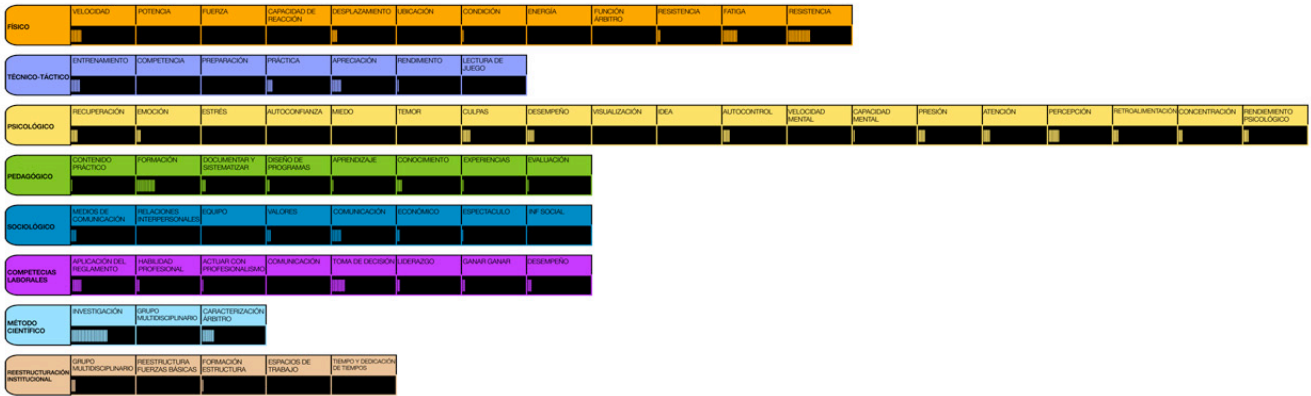 FÍSICO
VELOCIDAD
POTENCIA
FUERZA
CAPACIDAD DE
REACCIÓN
DESPLAZAMIENTO
UBICACIÓN
CONDICIÓN
ENERGÍA
FUNCIÓN
ÁRBITRO
RESISTENCIA
FATIGA
RESISTENCIA
TÉCNICO-TÁCTICO
ENTRENAMIENTO
COMPETENCIA
PREPARACIÓN
PRÁCTICA
APRECIACIÓN
RENDIMIENTO
LECTURA DE
JUEGO
PSICOLÓGICO
RECUPERACIÓN
EMOCIÓN
ESTRÉS
AUTOCONFIANZA
MIEDO
TEMOR
CULPAS
DESEMPEÑO
VISUALIZACIÓN
IDEA
AUTOCONTROL
VELOCIDAD
MENTAL
CAPACIDAD
MENTAL
PRESIÓN
ATENCIÓN
PERCEPCIÓN
RETROALIMENTACIÓN
CONCENTRACIÓN
RENDIEMIENTO
PSICOLÓGICO
PEDAGÓGICO
CONTENIDO
PRÁCTICO
FORMACIÓN
DOCUMENTAR Y
SISTEMATIZAR
DISEÑO DE
PROGRAMAS
APRENDIZAJE
CONOCIMIENTO
EXPERIENCIAS
EVALUACIÓN
SOCIOLÓGICO
MEDIOS DE
COMUNICACIÓN
RELACIONES
INTERPERSONALES
EQUIPO
VALORES
COMUNICACIÓN
ECONÓMICO
ESPECTACULO
INF SOCIAL
COMPETECIAS
LABORALES
APLICACIÓN DEL
REGLAMENTO
HABILIDAD
PROFESIONAL
ACTUAR CON
PROFESIONALISMO
COMUNICACIÓN
TOMA DE DECISIÓN
LIDERAZGO
GANAR GANAR
DESEMPEÑO
MÉTODO
CIENTÍFICO
INVESTIGACIÓN
GRUPO
MULTIDISCIPLINARIO
CARACTERIZACIÓN
ÁRBITRO
REESTRUCTURACIÓN
INSTITUCIONAL
GRUPO
MULTIDISCIPLINARIO
REESTRUCTURA
FUERZAS BÁSICAS
FORMACIÓN
ESTRUCTURA
ESPACIOS DE
TRABAJO
TIEMPO Y DEDICACIÓN
DE TIEMPOS